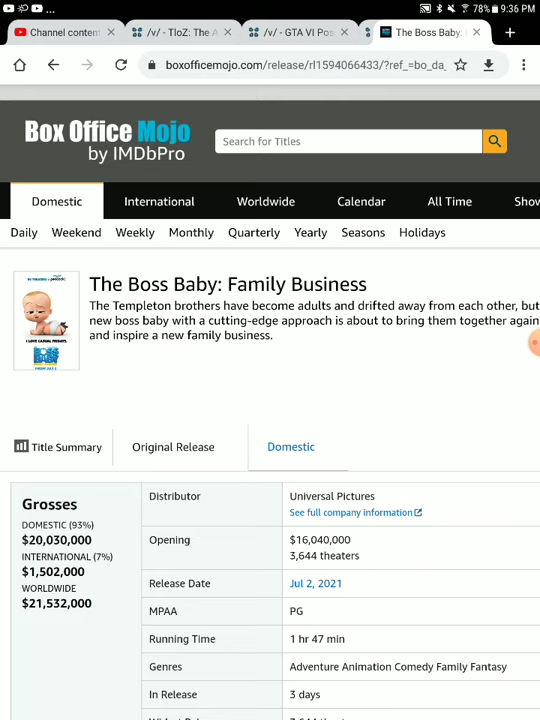 ... 78% 9:36 PM
Channel content
/v/ - TloZ: The A
/v/ - GTA VI Pos
The Boss Baby:
boxofficemojo.com/release/rl1594066433/?ref_=bo_da_
Box Office Mojo
by IMDbPro
Search for Titles
Domestic International Worldwide Calendar All Time Show
Daily Weekend Weekly Monthly Quarterly Yearly Seasons Holidays
The Boss Baby: Family Business
The Templeton brothers have become adults and drifted away from each other, but
new boss baby with a cutting-edge approach is about to bring them together again
and inspire a new family business.
Title Summary Original Release Domestic
Grosses
DOMESTIC (93%)
$20,030,000
INTERNATIONAL (7%)
$1,502,000
WORLDWIDE
$21,532,000
Distributor Universal Pictures
See full company information
Opening $16,040,000
3,644 theaters
Release Date Jul 2, 2021
MPAA PG
Running Time 1 hr 47 min
Genres Adventure Animation Comedy Family Fantasy
In Release 3 days